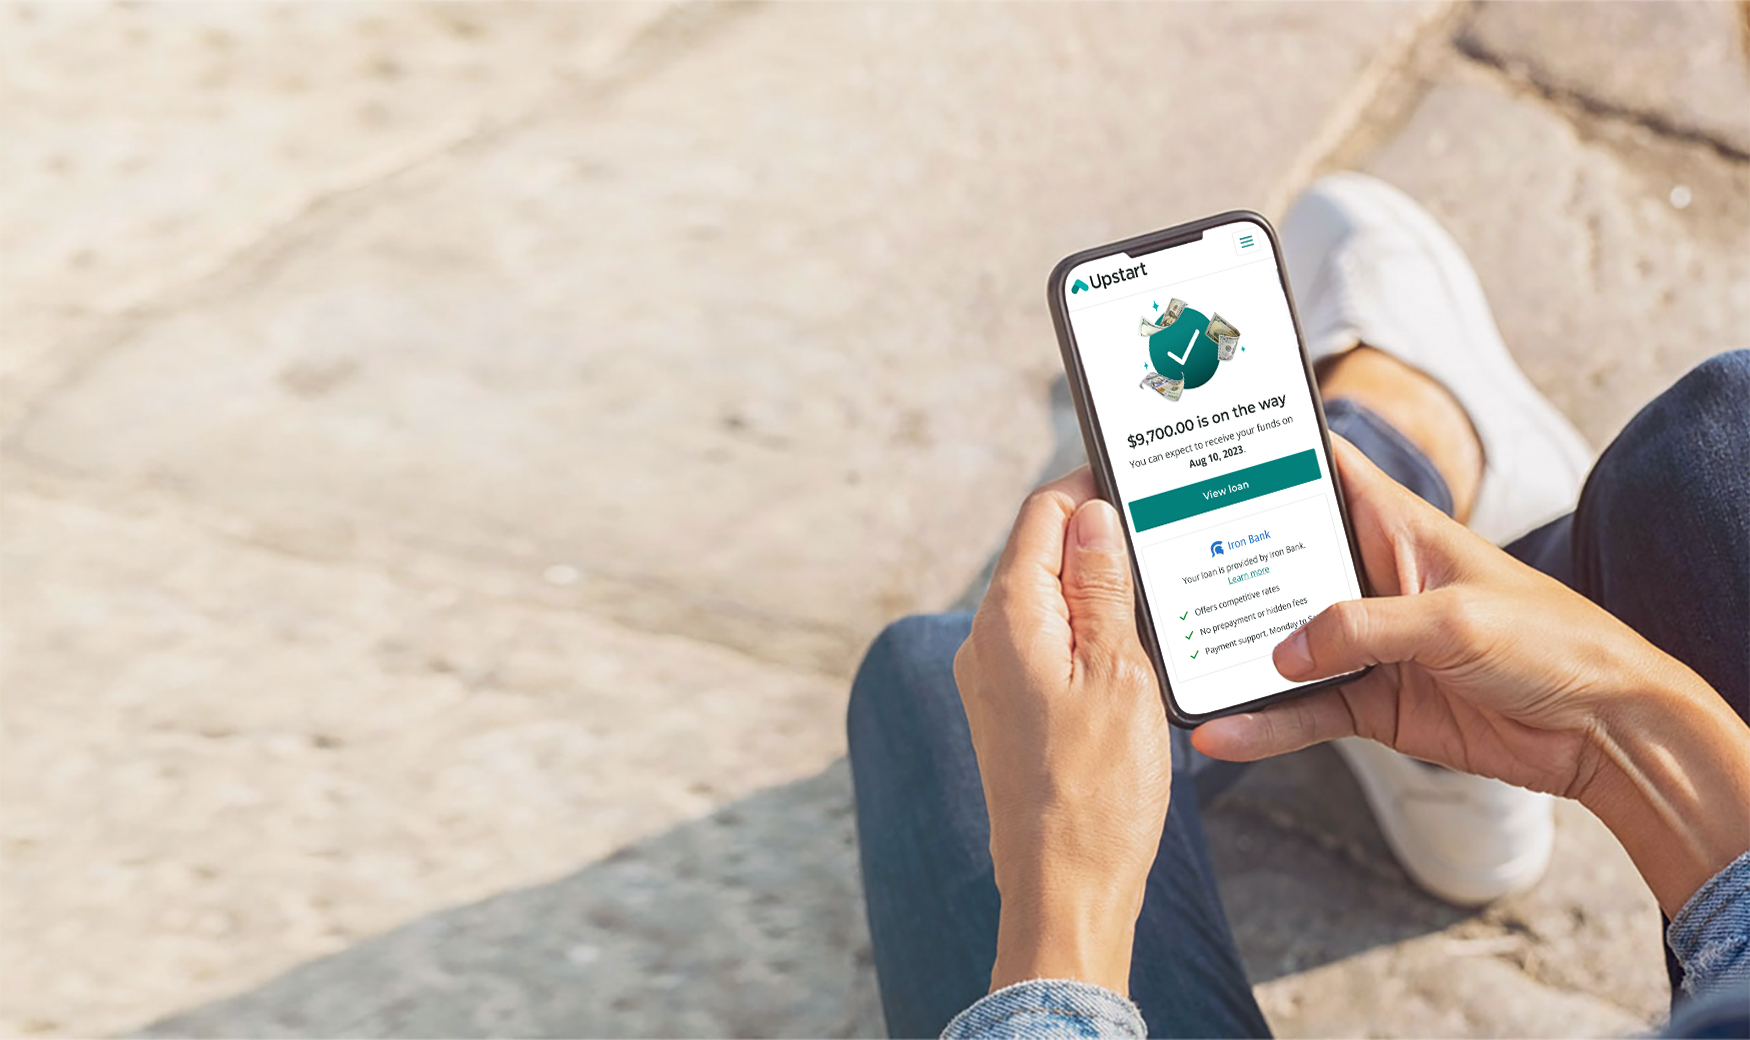 Upstart
$9,700.00 is on the way
You can expect to receive your funds on
Aug 10, 2023.
View loan
Iron Bank
Your loan is provided by Iron Bank.
Learn more
Offers competitive rates
No prepayment or hidden fees
Payment support, Monday to